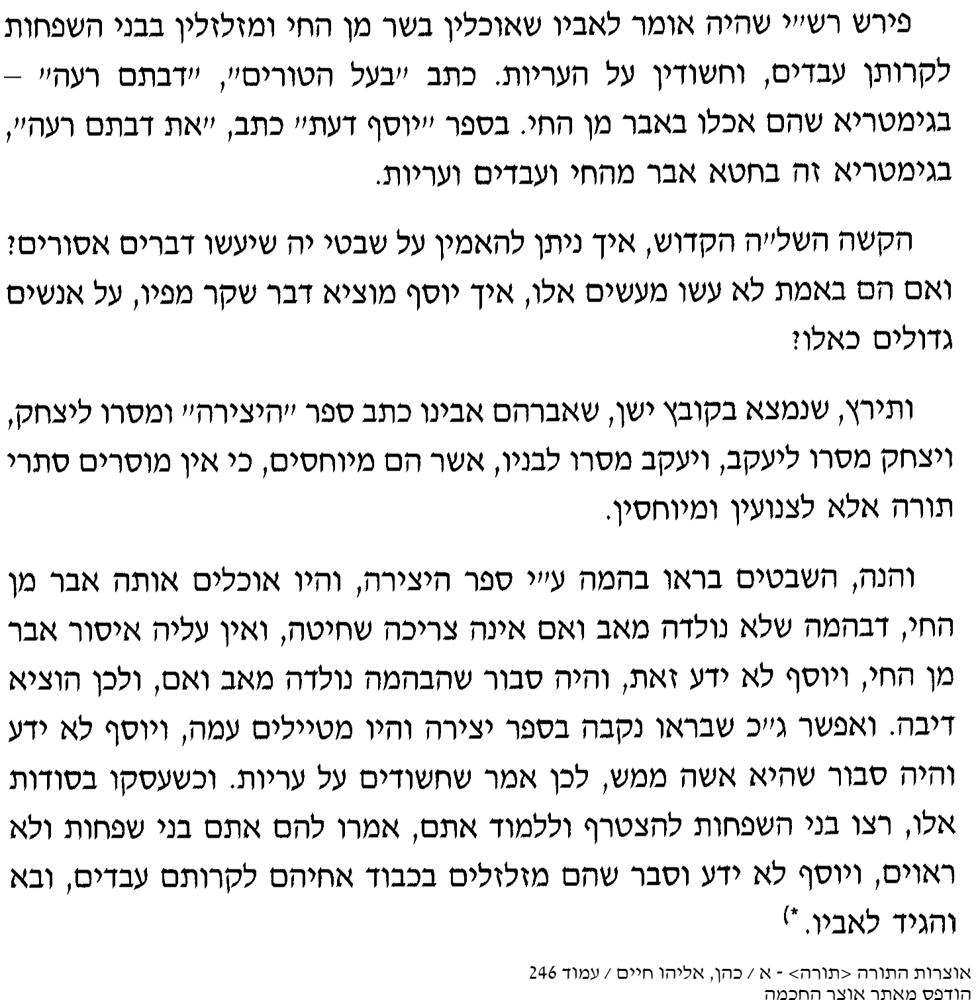 פירש רש״י שהיה אומר לאביו שאוכלין בשר מן החי ומזלזלין בבני השפחות
לקרותן עבדים, וחשודין על העריות. כתב ״בעל הטורים״, ״דבתם רעה״ –
בגימטריא שהם אכלו באבר מן החי. בספר ״יוסף דעת״ כתב, ״את דבתם רעה״,
בגימטריא זה בחטא אבר מהחי ועבדים ועריות.
הקשה השל״ה הקדוש, איך ניתן להאמין על שבטי יה שיעשו דברים אסורים?
ואם הם באמת לא עשו מעשים אלו, איך יוסף מוציא דבר שקר מפיו, על אנשים
גדולים כאלו?
ותירץ, שנמצא בקובץ ישן, שאברהם אבינו כתב ספר ״היצירה״ ומסרו ליצחק,
ויצחק מסרו ליעקב, ויעקב מסרו לבניו, אשר הם מיוחסים, כי אין מוסרים סתרי
תורה אלא לצנועין ומיוחסין.
והנה, השבטים בראו בהמה ע״י ספר היצירה, והיו אוכלים אותה אבר מן
החי, דבהמה שלא נולדה מאב ואם אינה צריכה שחיטה, ואין עליה איסור אבר
מן החי, ויוסף לא ידע זאת, והיה סבור שהבהמה נולדה מאב ואם, ולכן הוציא
דיבה. ואפשר ג״כ שבראו נקבה בספר יצירה והיו מטיילים עמה, ויוסף לא ידע
והיה סבור שהיא אשה ממש, לכן אמר שחשודים על עריות. וכשעסקו בסודות
אלו, רצו בני השפחות להצטרף וללמוד אתם, אמרו להם אתם בני שפחות ולא
ראוים, ויוסף לא ידע וסבר שהם מזלזלים בכבוד אחיהם לקרותם עבדים, ובא
והגיד לאביו. *)
אוצרות התורה <תורה> - א / כהן, אליהו חיים / עמוד 246
הודפס מאתר אוצר החכמה